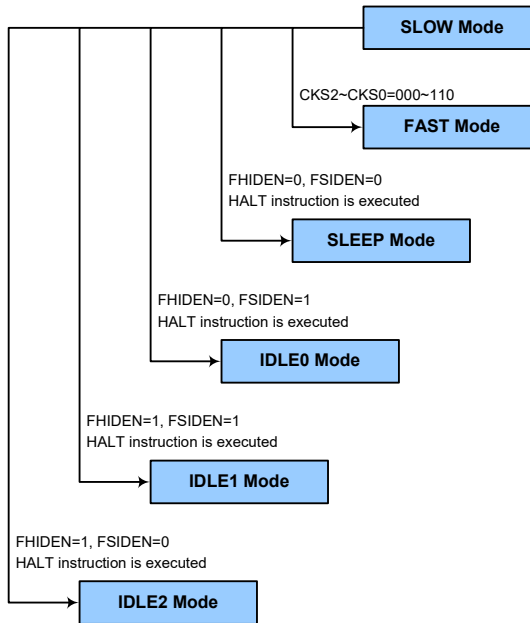 SLOW Mode
CKS2~CKS0=000~110
FAST Mode
FHIDEN=0, FSIDEN=0
HALT instruction is executed
SLEEP Mode
FHIDEN=0, FSIDEN=1
HALT instruction is executed
IDLE0 Mode
FHIDEN=1, FSIDEN=1
HALT instruction is executed
IDLE1 Mode
FHIDEN=1, FSIDEN=0
HALT instruction is executed
IDLE2 Mode